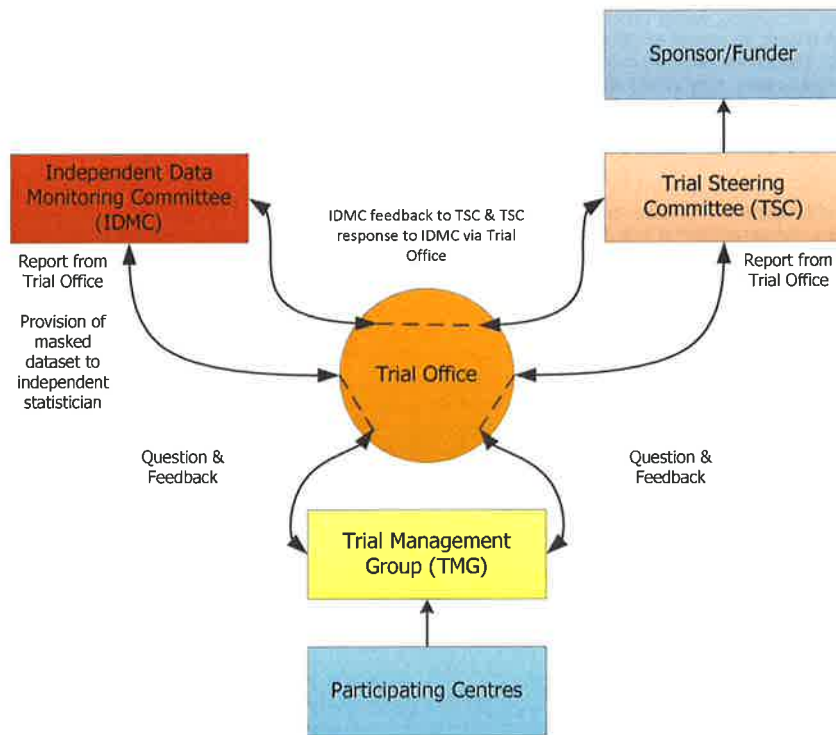 Sponsor/Funder
Independent Data
Monitoring Committee
(IDMC)
Trial Steering
Committee (TSC)
IDMC feedback to TSC & TSC
response to IDMC via Trial
Office
Report from
Trial Office
Report from
Trial Office
Provision of
masked
dataset to
independent
statistician
Trial Office
Question &
Feedback
Question &
Feedback
Trial Management
Group (TMG)
Participating Centres